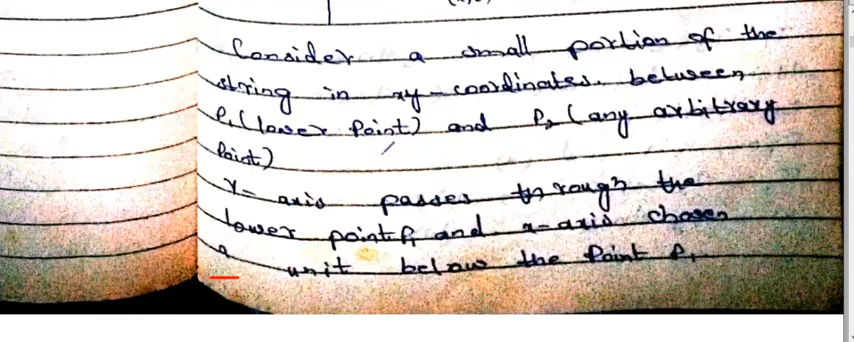 Consider a small portion of the
string in xy-coordinates. between
P₁(lower Point) and P₂ (any arbitrary
Point)
Y= axis passes through the
lower point P₁ and x-axis chosen
a
unit below the Point P₁